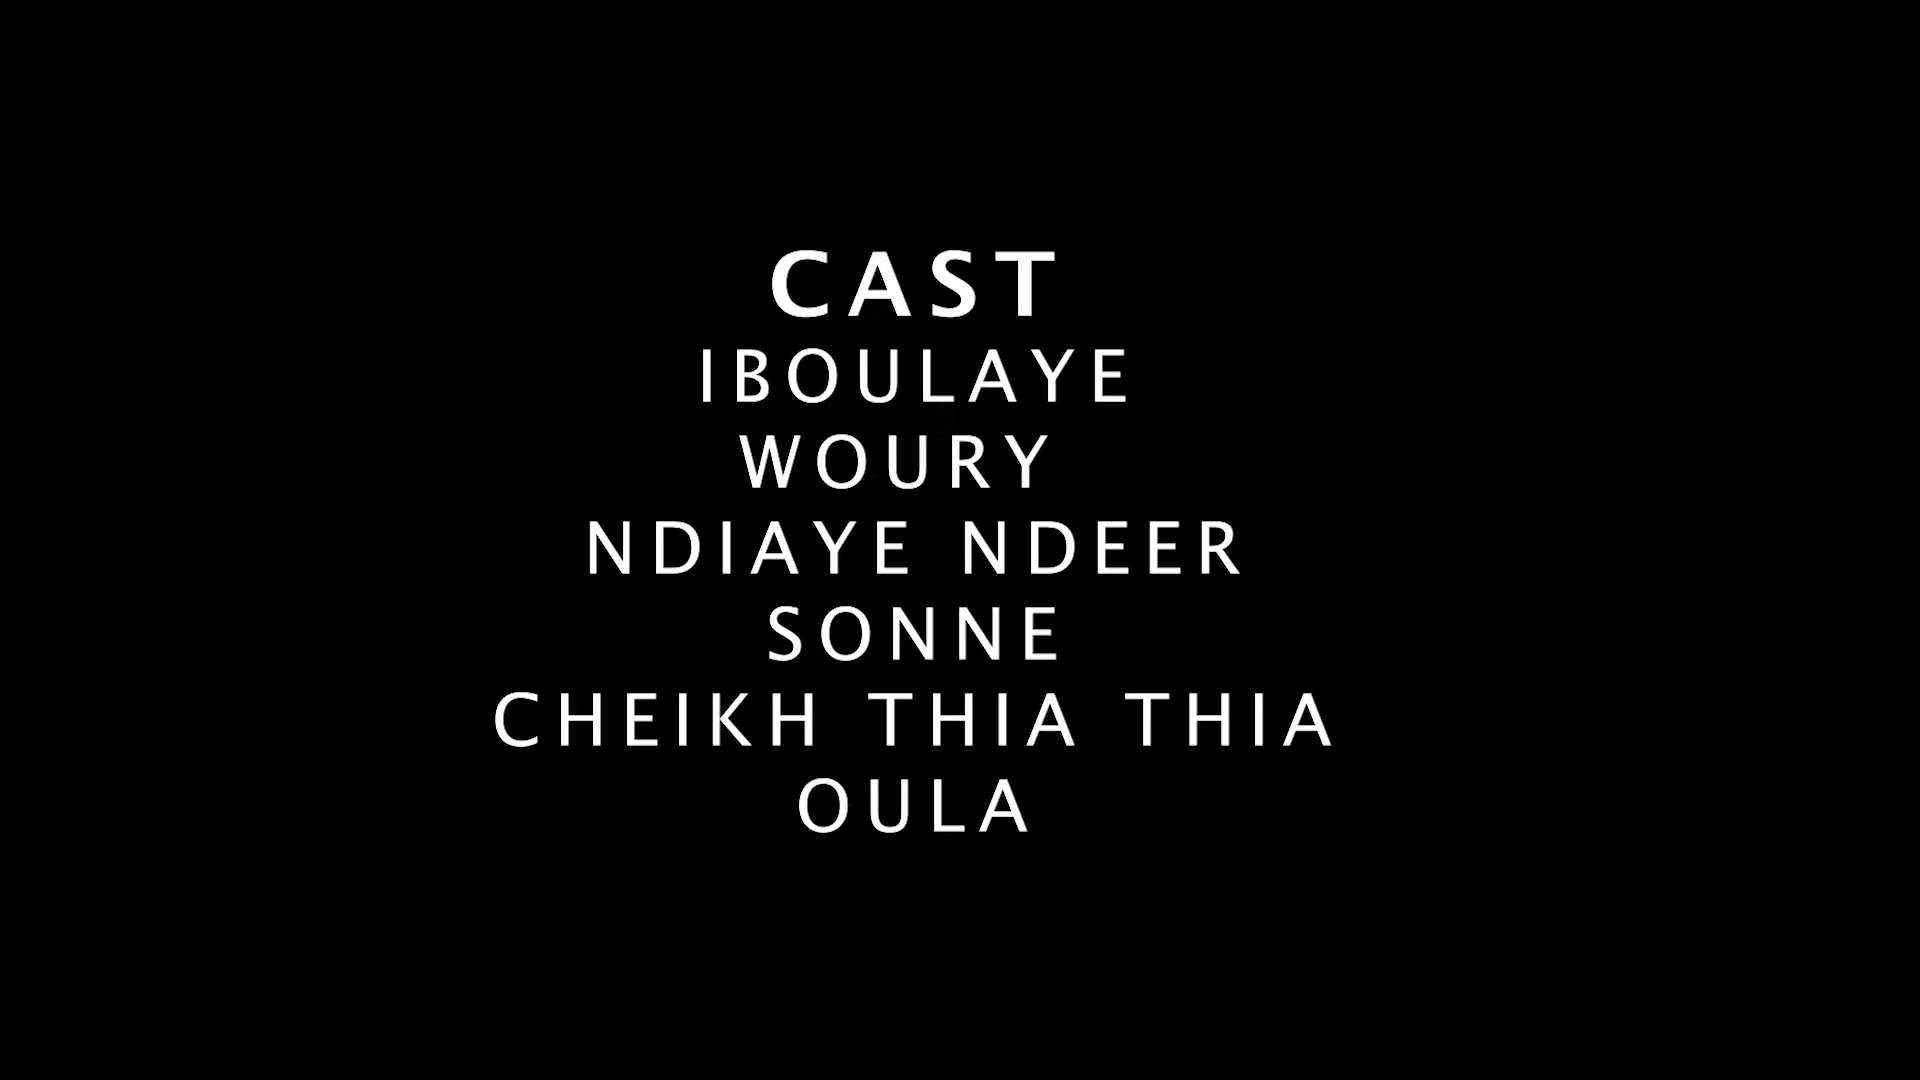 CAST
IBOULAYE
WOURY
NDIAYE NDEER
SONNE
CHEIKH THIA THIA
OULA